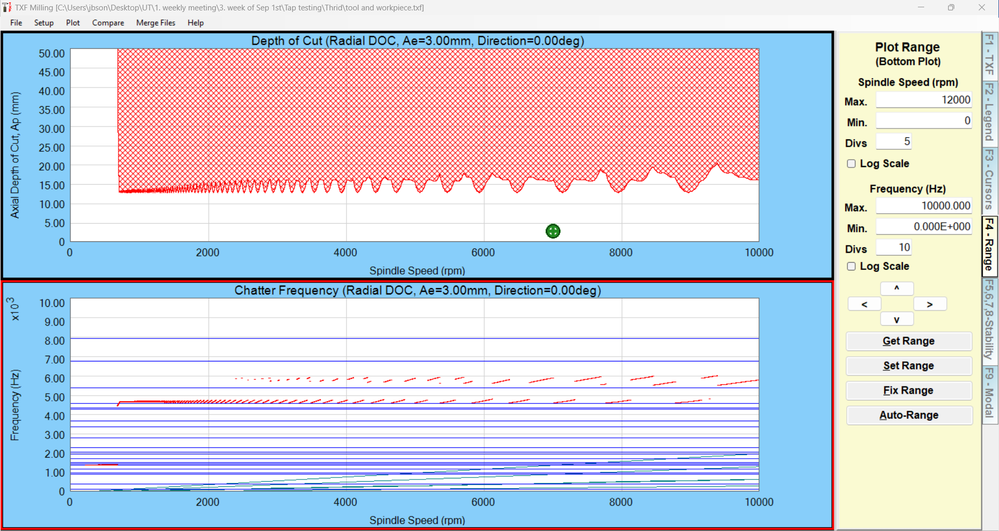 TXF Milling [C:\Users\jbson\Desktop\UT\1. weekly meeting\3. week of Sep 1st\Tap testing\Thrid\tool and workpiece.txf]
File Setup Plot Compare Merge Files Help
Depth of Cut (Radial DOC, Ae=3.00mm, Direction=0.00deg)
Axial Depth of Cut, Ap (mm)
50.00
45.00
40.00
35.00
30.00
25.00
20.00
15.00
10.00
5.00
0
0 2000 4000 6000 8000 10000
Spindle Speed (rpm)
Chatter Frequency (Radial DOC, Ae=3.00mm, Direction=0.00deg)
x10³
Frequency (Hz)
10.00
9.00
8.00
7.00
6.00
5.00
4.00
3.00
2.00
1.00
0
0 2000 4000 6000 8000 10000
Spindle Speed (rpm)
Plot Range
(Bottom Plot)
Spindle Speed (rpm)
Max. 12000
Min. 0
Divs 5
Log Scale
Frequency (Hz)
Max. 10000.000
Min. 0.000E+000
Divs 10
Log Scale
^
< >
v
Get Range
Set Range
Fix Range
Auto-Range
F1 - TXF
F2 - Legend
F3 - Cursors
F4 - Range
F5,6,7,8-Stability
F9 - Modal